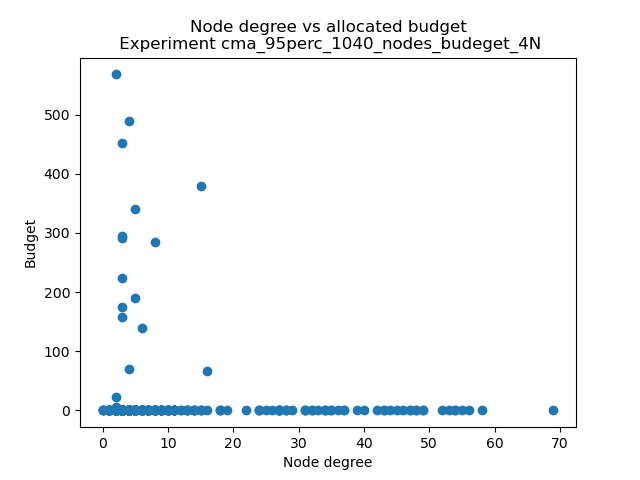 Node degree vs allocated budget
Experiment cma_95perc_1040_nodes_budeget_4N
500
400
300
200
100
0
Budget
0 10 20 30 40 50 60 70
Node degree